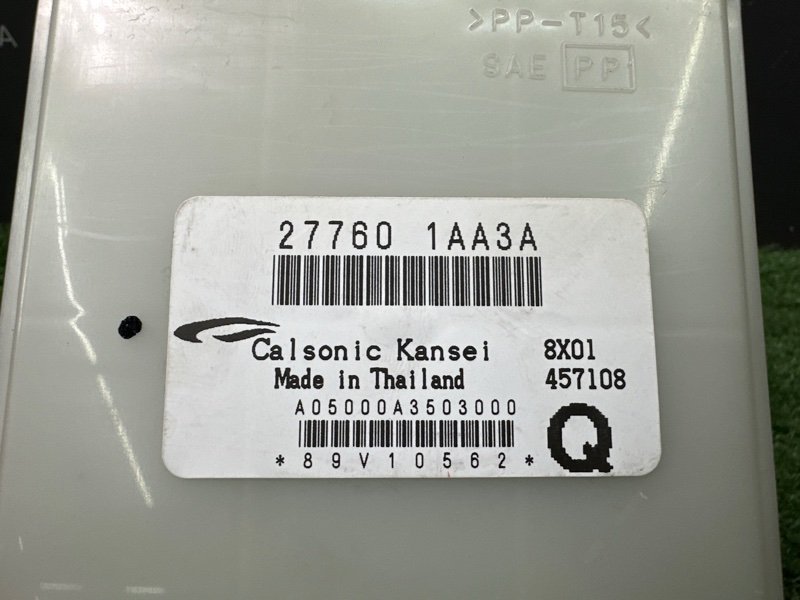 >PP-T15<
SAE PP
A
27760 1AA3A
Calsonic Kansei 8X01
Made in Thailand 457108
A05000A3503000
Q
*89V10562*